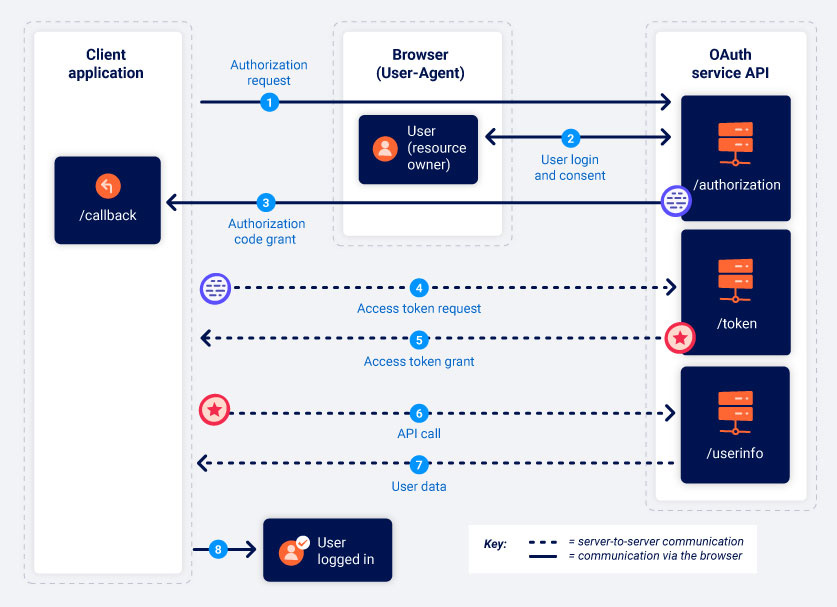 Client
application
Browser
(User-Agent)
OAuth
service API
Authorization
request
1
User
(resource
owner)
2
User login
and consent
/authorization
/callback
3
Authorization
code grant
4
Access token request
/token
5
Access token grant
6
API call
/userinfo
7
User data
8
User
logged in
Key:
= server-to-server communication
= communication via the browser